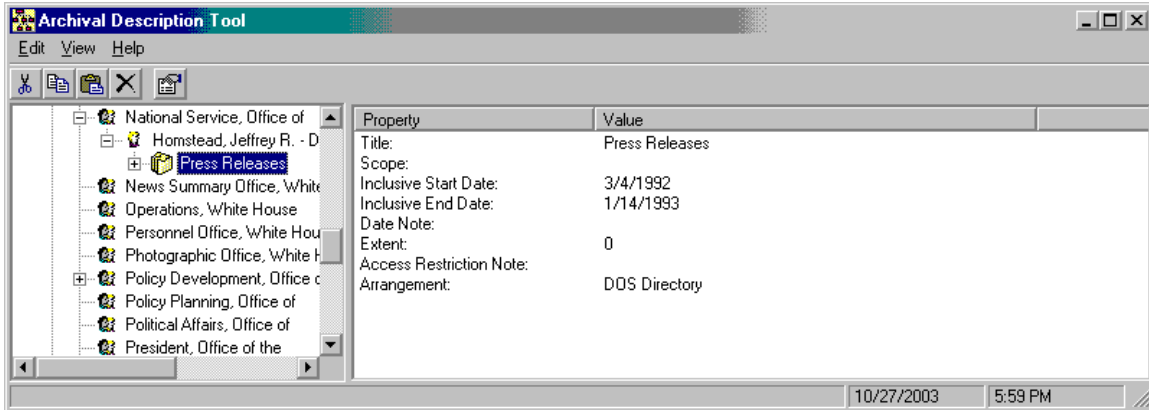 Archival Description Tool
Edit View Help
National Service, Office of
Homstead, Jeffrey R. - D
Press Releases
News Summary Office, White
Operations, White House
Personnel Office, White Hou
Photographic Office, White H
Policy Development, Office o
Policy Planning, Office of
Political Affairs, Office of
President, Office of the
Property Value
Title: Press Releases
Scope:
Inclusive Start Date: 3/4/1992
Inclusive End Date: 1/14/1993
Date Note:
Extent: 0
Access Restriction Note:
Arrangement: DOS Directory
10/27/2003 5:59 PM